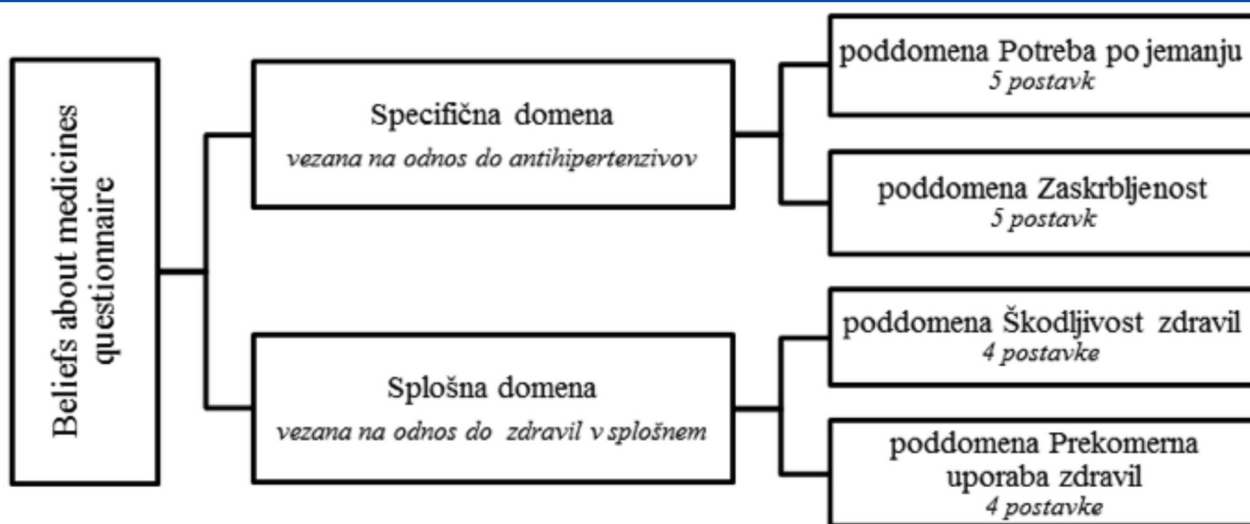 Beliefs about medicines
questionnaire
Specifična domena
vezana na odnos do antihipertenzivov
poddomena Potreba po jemanju
5 postavk
poddomena Zaskrbljenost
5 postavk
Splošna domena
vezana na odnos do zdravil v splošnem
poddomena Škodljivost zdravil
4 postavke
poddomena Prekomerna
uporaba zdravil
4 postavke